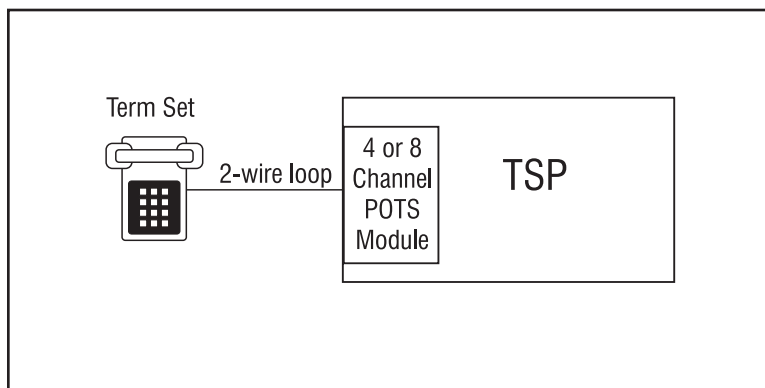 Term Set
2-wire loop
4 or 8
Channel
POTS
Module
TSP